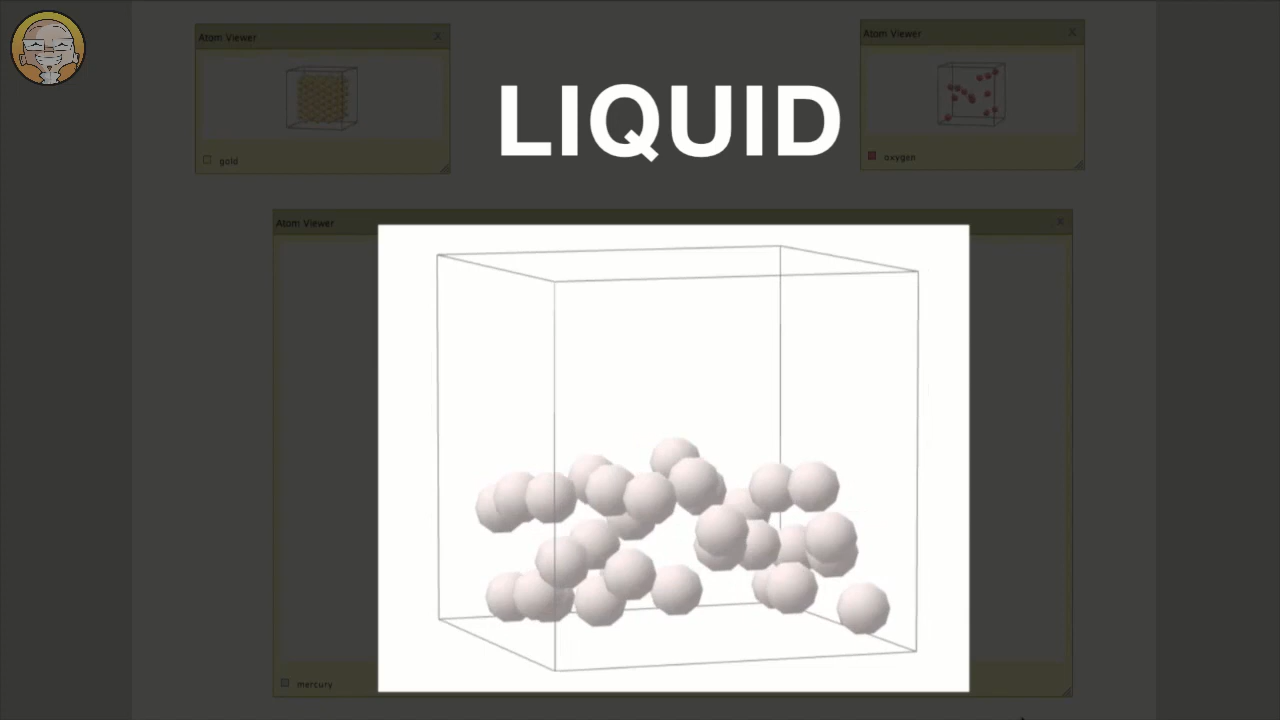 Atom Viewer X
gold
LIQUID
Atom Viewer X
oxygen
Atom Viewer X
mercury